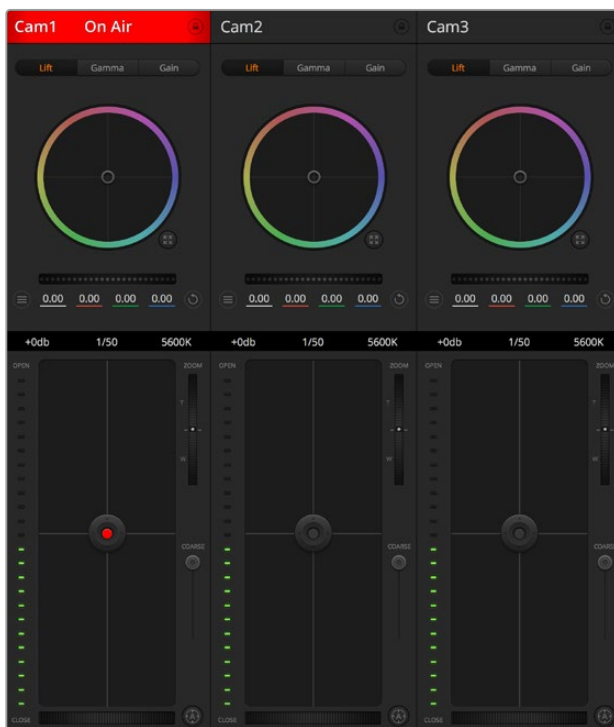 Cam1 On Air Cam2 Cam3
Lift Gamma Gain Lift Gamma Gain Lift Gamma Gain
0.00 0.00 0.00 0.00 0.00 0.00 0.00 0.00 0.00 0.00 0.00 0.00
+0db 1/50 5600K +0db 1/50 5600K +0db 1/50 5600K
OPEN ZOOM OPEN ZOOM OPEN ZOOM
T T T
W W W
COARSE COARSE COARSE
CLOSE A CLOSE A CLOSE A